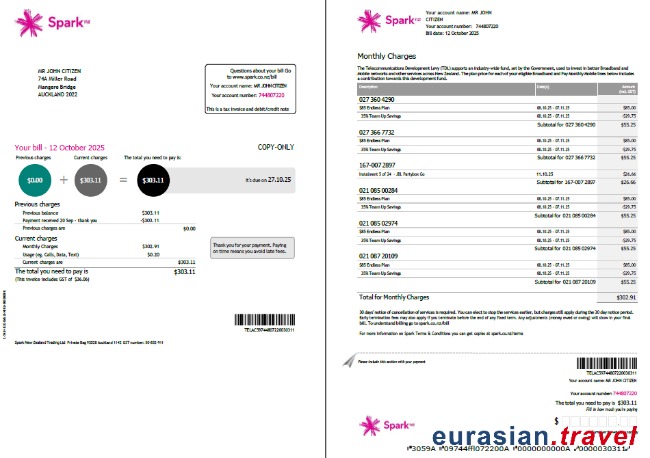 Spark nz
MR JOHN CITIZEN
74A Miller Road
Mangere Bridge
AUCKLAND 2022
Questions about your bill Go
to www.spark.co.nz/bill
Your account name: MR JOHN CITIZEN
Your account number: 744807220
This is a tax invoice and debit/credit note
Your bill - 12 October 2025
COPY-ONLY
Previous charges
Current charges
The total you need to pay is:
$0.00
+
$303.11
=
$303.11
It's due on 27.10.25
Previous charges
Previous balance $303.11
Payment received 20 Sep - thank you -$303.11
Previous charges are $0.00
Current charges
Monthly Charges $302.91
Usage (eg. Calls, Data, Text) $0.20
Current charges are $303.11
The total you need to pay is $303.11
(This invoice includes GST of $36.06)
Thank you for your payment. Paying
on time means you avoid late fees.
Spark nz
Your account name: MR JOHN
CITIZEN
Your account number: 744807220
Bill date: 12 October 2025
Monthly Charges
The Telecommunications Development Levy (TDL) supports an industry-wide fund, set by the Government, used to invest in better Broadband and
Mobile networks and other services across New Zealand. The plan price for each of your eligible Broadband and Pay Monthly Mobile lines below includes
a contribution towards this development fund.
Description Date(s) Amount
(incl. GST)
027 360 4290
$85 Endless Plan 08.10.25 - 07.11.25 $85.00
35% Team Up Savings 08.10.25 - 07.11.25 -$29.75
Subtotal for 027 360 4290 $55.25
027 366 7732
$85 Endless Plan 08.10.25 - 07.11.25 $85.00
35% Team Up Savings 08.10.25 - 07.11.25 -$29.75
Subtotal for 027 366 7732 $55.25
167-007 2897
Instalment 5 of 24 - JBL Partybox Go 11.10.25 $26.66
Subtotal for 167-007 2897 $26.66
021 085 00284
$85 Endless Plan 08.10.25 - 07.11.25 $85.00
35% Team Up Savings 08.10.25 - 07.11.25 -$29.75
Subtotal for 021 085 00284 $55.25
021 085 02974
$85 Endless Plan 08.10.25 - 07.11.25 $85.00
35% Team Up Savings 08.10.25 - 07.11.25 -$29.75
Subtotal for 021 085 02974 $55.25
021 087 20109
$85 Endless Plan 08.10.25 - 07.11.25 $85.00
35% Team Up Savings 08.10.25 - 07.11.25 -$29.75
Subtotal for 021 087 20109 $55.25
Total for Monthly Charges $302.91
30 days' notice of cancellation of services is required. You can elect to stop the services earlier, but charges still apply during the 30 day notice period.
Early termination fees may also apply if you terminate before the end of any fixed term. Any adjustments (money owed or owing) will show in your first
bill. To understand billing go to spark.co.nz/bill
For more information on Spark Terms & Conditions you can get copies at spark.co.nz/terms
Please include this section with your payment
Your account name: MR JOHN CITIZEN
Your account number: 744807220
The total you need to pay is $303.11
Fill in how much you're paying
$
Spark nz
eurasian.travel